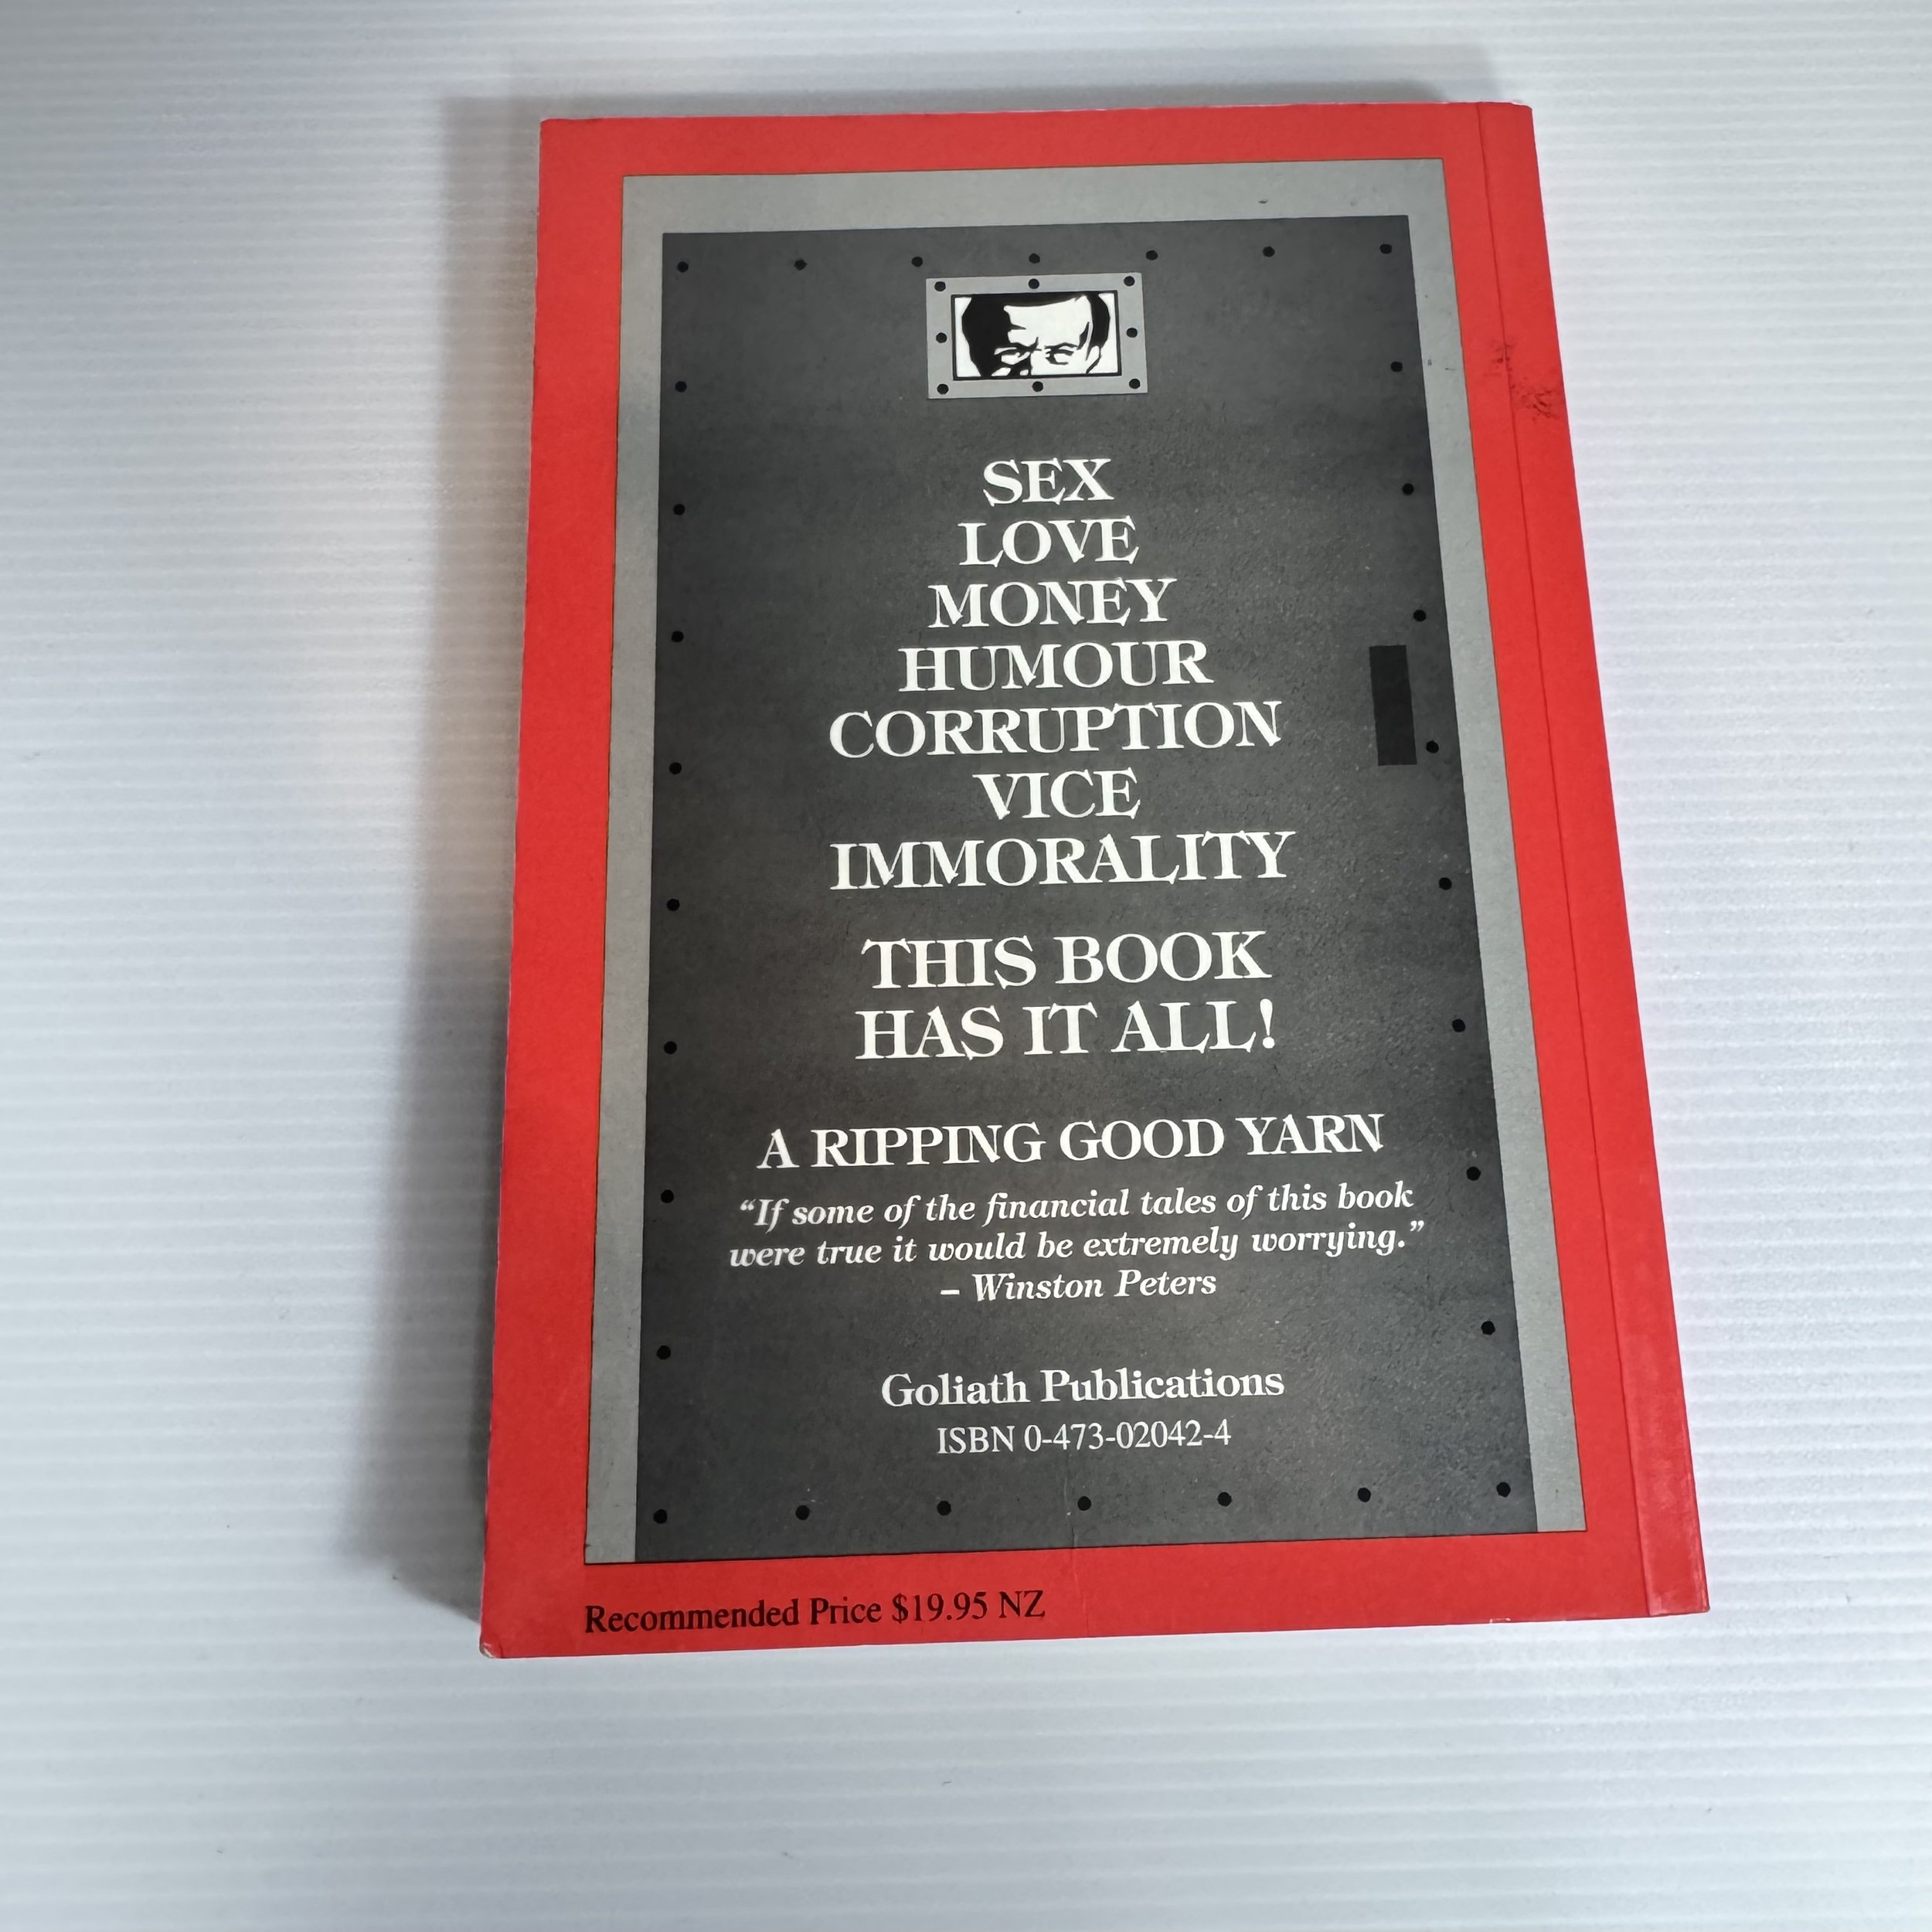 SEX
LOVE
MONEY
HUMOUR
CORRUPTION
VICE
IMMORALITY
THIS BOOK
HAS IT ALL!
A RIPPING GOOD YARN
“If some of the financial tales of this book
were true it would be extremely worrying.”
– Winston Peters
Goliath Publications
ISBN 0-473-02042-4
Recommended Price $19.95 NZ